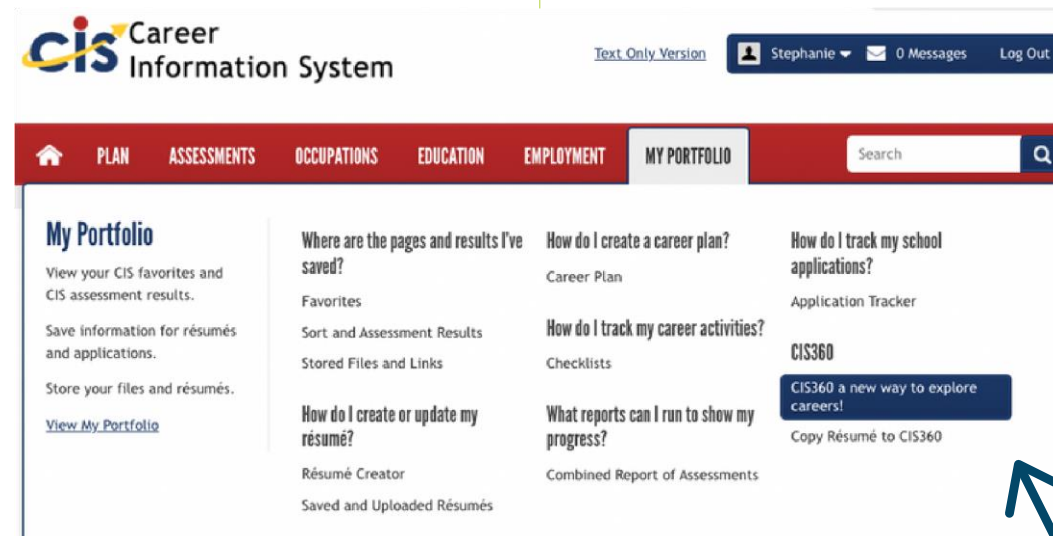 cis Career
Information System
Text Only Version
Stephanie
0 Messages
Log Out
PLAN
ASSESSMENTS
OCCUPATIONS
EDUCATION
EMPLOYMENT
MY PORTFOLIO
Search
My Portfolio
View your CIS favorites and
CIS assessment results.
Save information for résumés
and applications.
Store your files and résumés.
View My Portfolio
Where are the pages and results I've
saved?
Favorites
Sort and Assessment Results
Stored Files and Links
How do I create or update my
résumé?
Résumé Creator
Saved and Uploaded Résumés
How do I create a career plan?
Career Plan
How do I track my career activities?
Checklists
What reports can I run to show my
progress?
Combined Report of Assessments
How do I track my school
applications?
Application Tracker
CIS360
CIS360 a new way to explore
careers!
Copy Résumé to CIS360